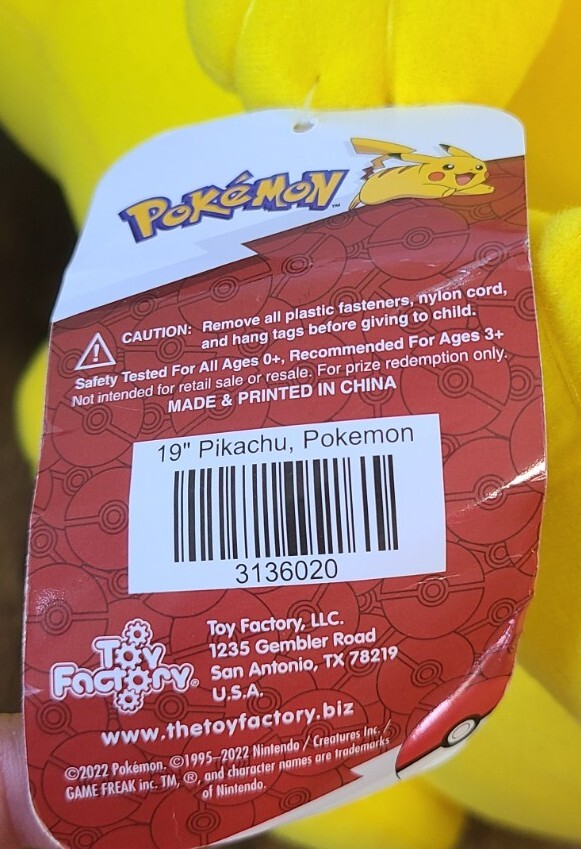 POKéMON™
CAUTION: Remove all plastic fasteners, nylon cord,
and hang tags before giving to child.
Safety Tested For All Ages 0+, Recommended For Ages 3+
Not intended for retail sale or resale. For prize redemption only.
MADE & PRINTED IN CHINA
19" Pikachu, Pokemon
3136020
Toy
Factory®
Toy Factory, LLC.
1235 Gembler Road
San Antonio, TX 78219
U.S.A.
www.thetoyfactory.biz
©2022 Pokémon. ©1995-2022 Nintendo / Creatures Inc. /
GAME FREAK inc. TM, ®, and character names are trademarks
of Nintendo.